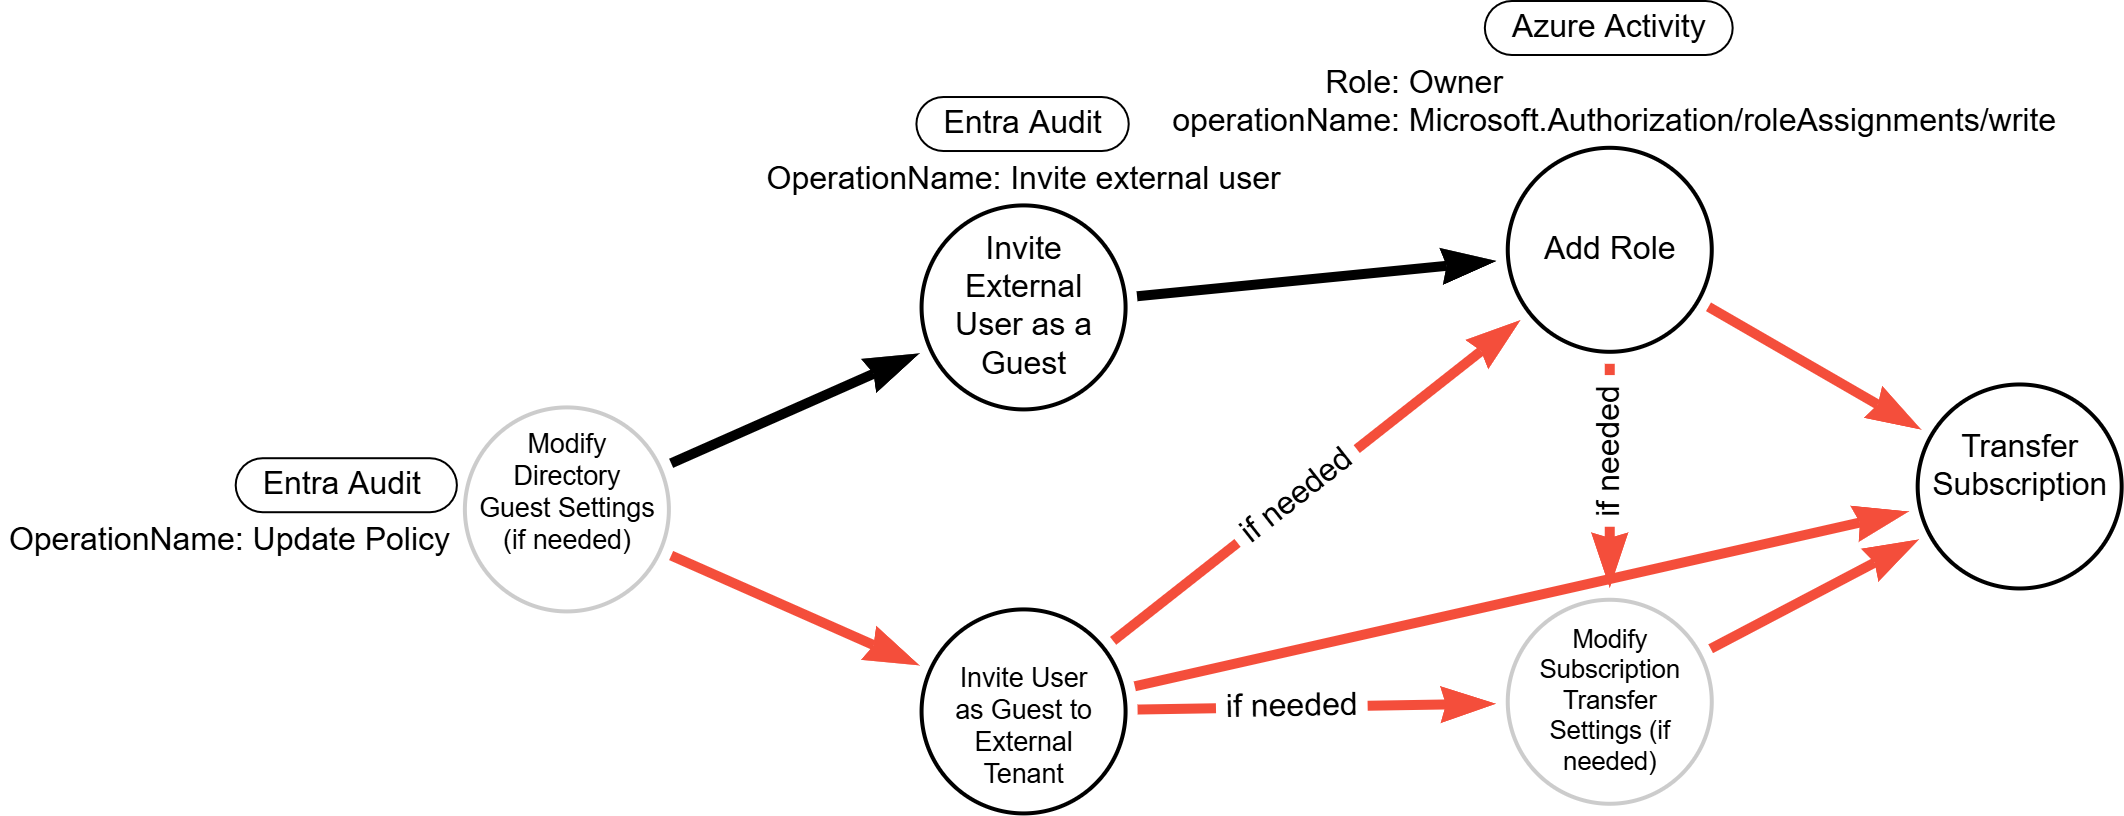 Azure Activity
Role: Owner
operationName: Microsoft.Authorization/roleAssignments/write
Entra Audit
OperationName: Invite external user
Invite
External
User as a
Guest
Add Role
Entra Audit
OperationName: Update Policy
Modify
Directory
Guest Settings
(if needed)
if needed
if needed
Transfer
Subscription
Invite User
as Guest to
External
Tenant
if needed
Modify
Subscription
Transfer
Settings (if
needed)